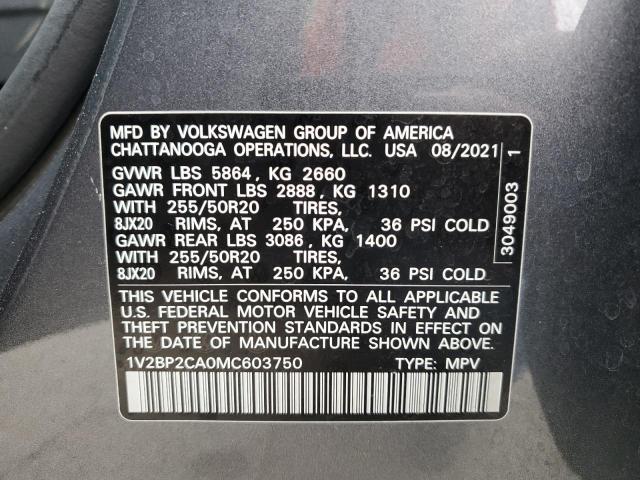 MFD BY VOLKSWAGEN GROUP OF AMERICA
CHATTANOOGA OPERATIONS, LLC. USA 08/2021
GVWR LBS 5864, KG 2660
GAWR FRONT LBS 2888, KG 1310
WITH 255/50R20 TIRES,
8JX20 RIMS, AT 250 KPA, 36 PSI COLD
GAWR REAR LBS 3086, KG 1400
WITH 255/50R20 TIRES,
8JX20 RIMS, AT 250 KPA, 36 PSI COLD
THIS VEHICLE CONFORMS TO ALL APPLICABLE
U.S. FEDERAL MOTOR VEHICLE SAFETY AND
THEFT PREVENTION STANDARDS IN EFFECT ON
THE DATE OF MANUFACTURE SHOWN ABOVE.
1V2BP2CA0MC603750 TYPE: MPV
3049003 1